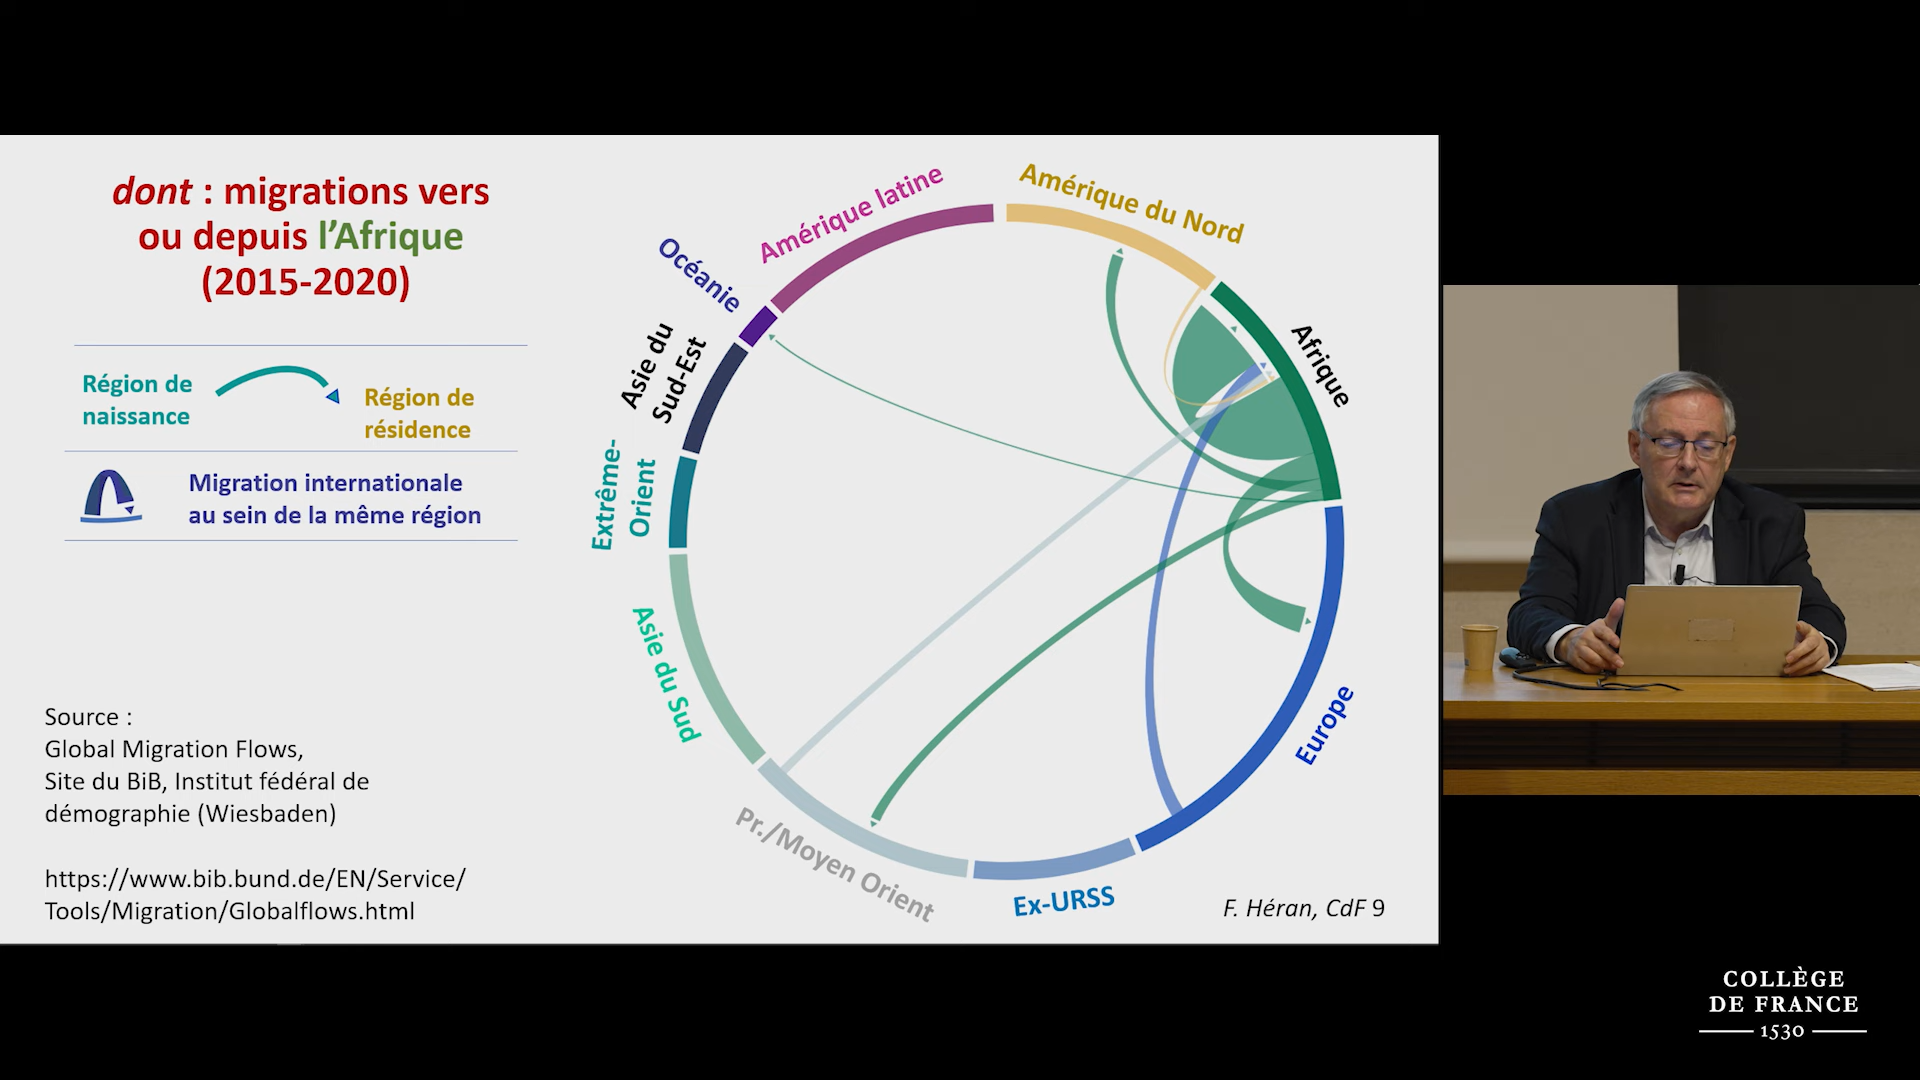 dont : migrations vers
ou depuis l’Afrique
(2015-2020)
Région de
naissance
Région de
résidence
Migration internationale
au sein de la même région
Source :
Global Migration Flows,
Site du BiB, Institut fédéral de
démographie (Wiesbaden)
https://www.bib.bund.de/EN/Service/
Tools/Migration/Globalflows.html
Amérique latine
Amérique du Nord
Océanie
Afrique
Asie du
Sud-Est
Extrême-
Orient
Asie du Sud
Europe
Pr./Moyen Orient
Ex-URSS
F. Héran, CdF 9
COLLÈGE
DE FRANCE
1530